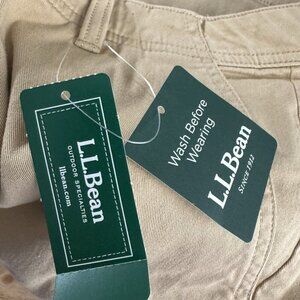 L.L.Bean
OUTDOOR SPECIALTIES
llbean.com
Wash Before
Wearing
L.L.Bean
SINCE 1912